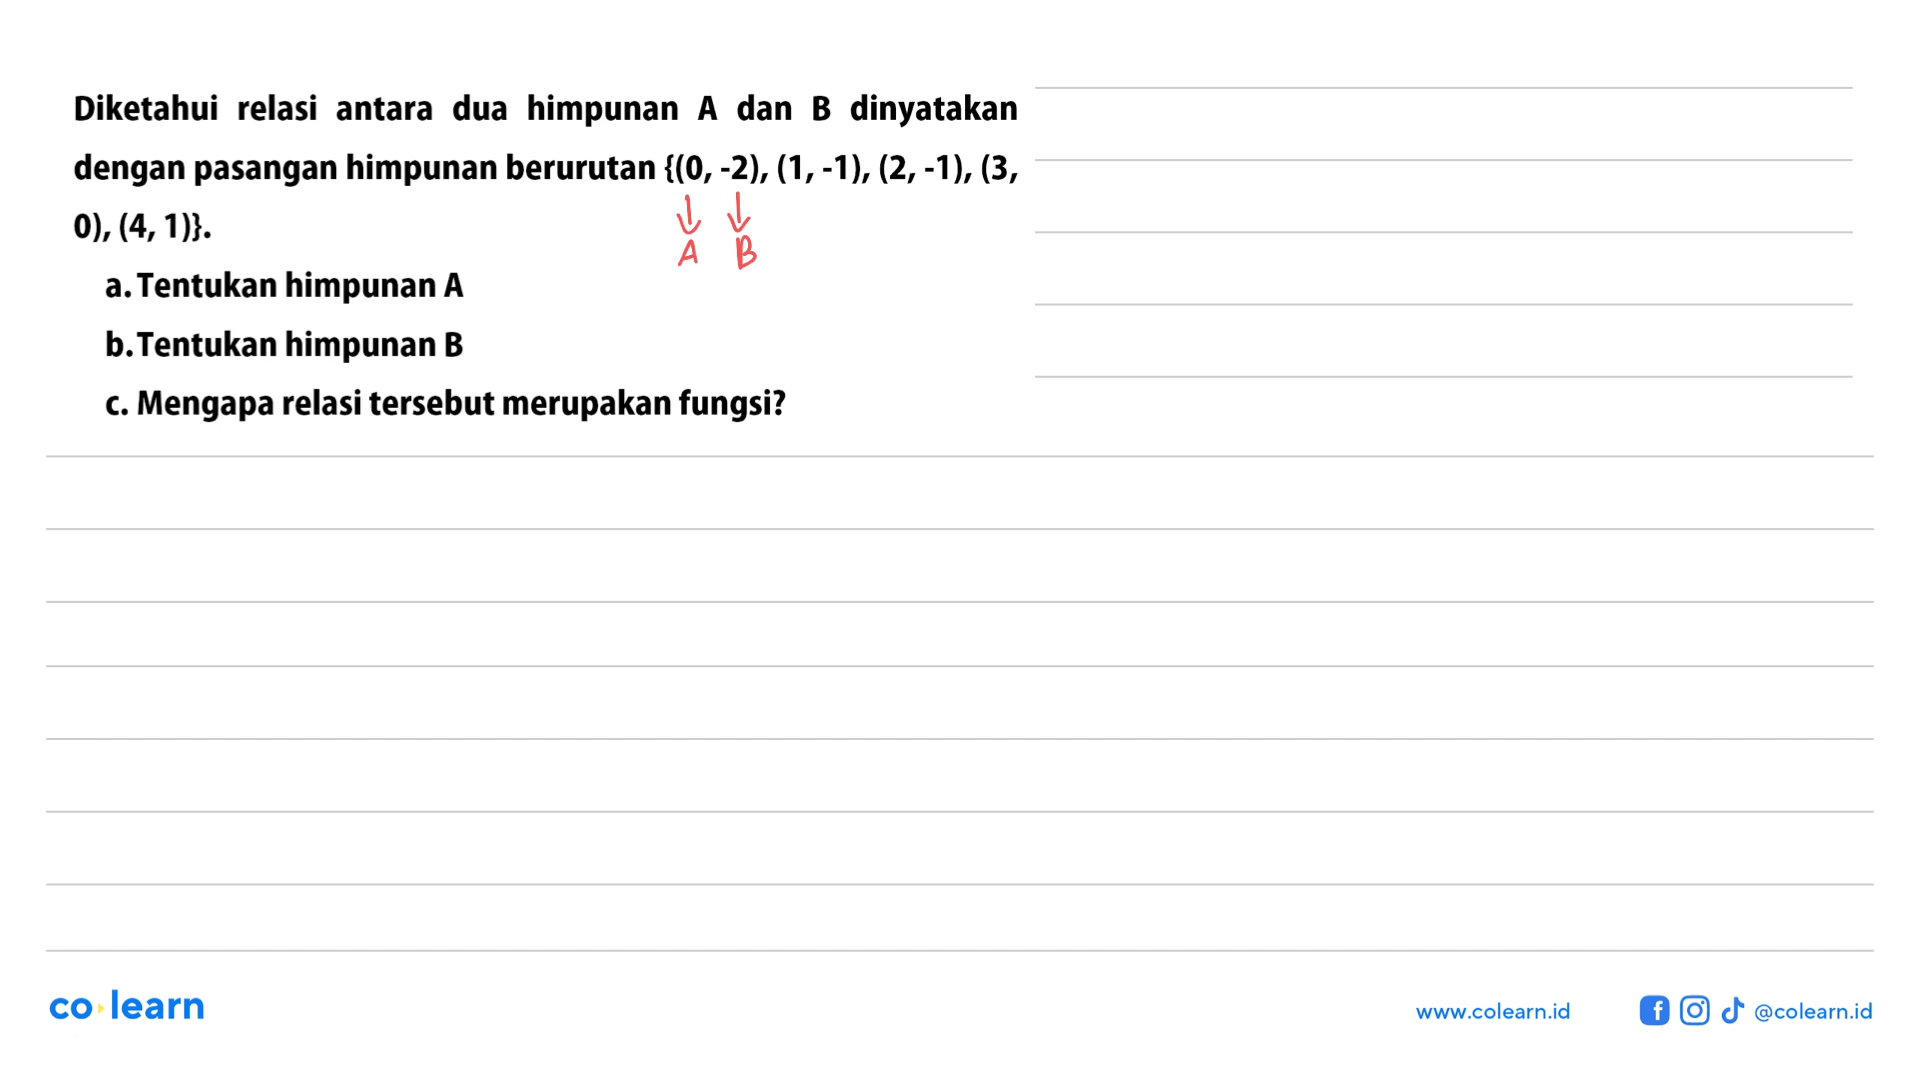 Diketahui relasi antara dua himpunan A dan B dinyatakan
dengan pasangan himpunan berurutan {(0, -2), (1, -1), (2, -1), (3,
0), (4, 1)}.
A B
a. Tentukan himpunan A
b. Tentukan himpunan B
c. Mengapa relasi tersebut merupakan fungsi?
co learn
www.colearn.id
@colearn.id